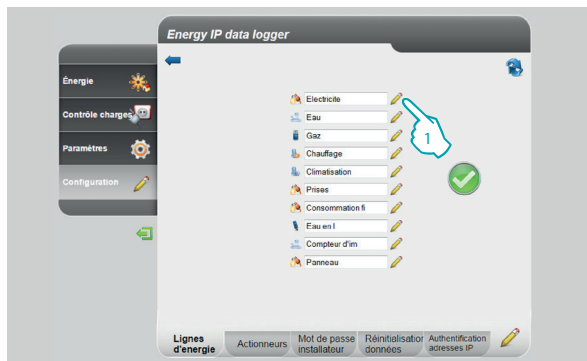 Energy IP data logger
Énergie
Contrôle charges
Paramètres
Configuration
Electricite
Eau
Gaz
Chauffage
Climatisation
Prises
Consommation fi
Eau en l
Compteur d'im
Panneau
1
Lignes
d'energie
Actionneurs
Mot de passe
installateur
Réinitialisation
données
Authentification
adresses IP